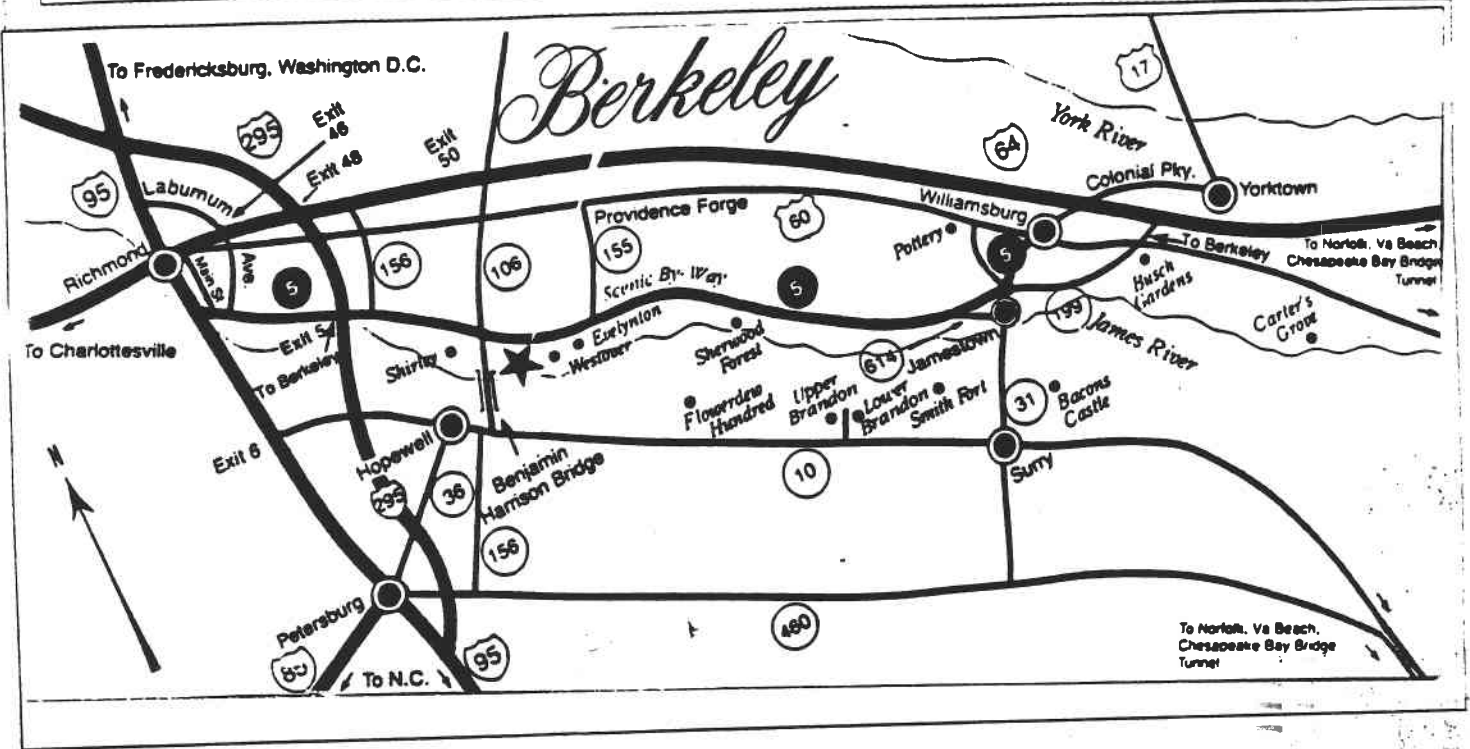 Berkeley
To Fredericksburg, Washington D.C.
295
Exit
46
Exit 48
Exit
50
95
Laburnum
Ave.
Main St.
Richmond
To Charlottesville
5
156
106
155
Providence Forge
60
64
York River
17
Colonial Pky.
Yorktown
Williamsburg
Pottery
5
5
To Berkeley
To Norfolk, Va Beach,
Chesapeake Bay Bridge
Tunnel
Busch
Gardens
Carter's
Grove
199
James River
Scenic By-Way
Exit 5
To Berkeley
Shirley
Westover
Evelynton
Sherwood
Forest
614
Jamestown
Flowerdew
Hundred
Upper
Brandon
Lower
Brandon
Smith Fort
31
Bacons
Castle
Exit 6
Hopewell
295
36
Benjamin
Harrison Bridge
156
10
Surry
N
Petersburg
460
85
To N.C.
95
To Norfolk, Va Beach,
Chesapeake Bay Bridge
Tunnel